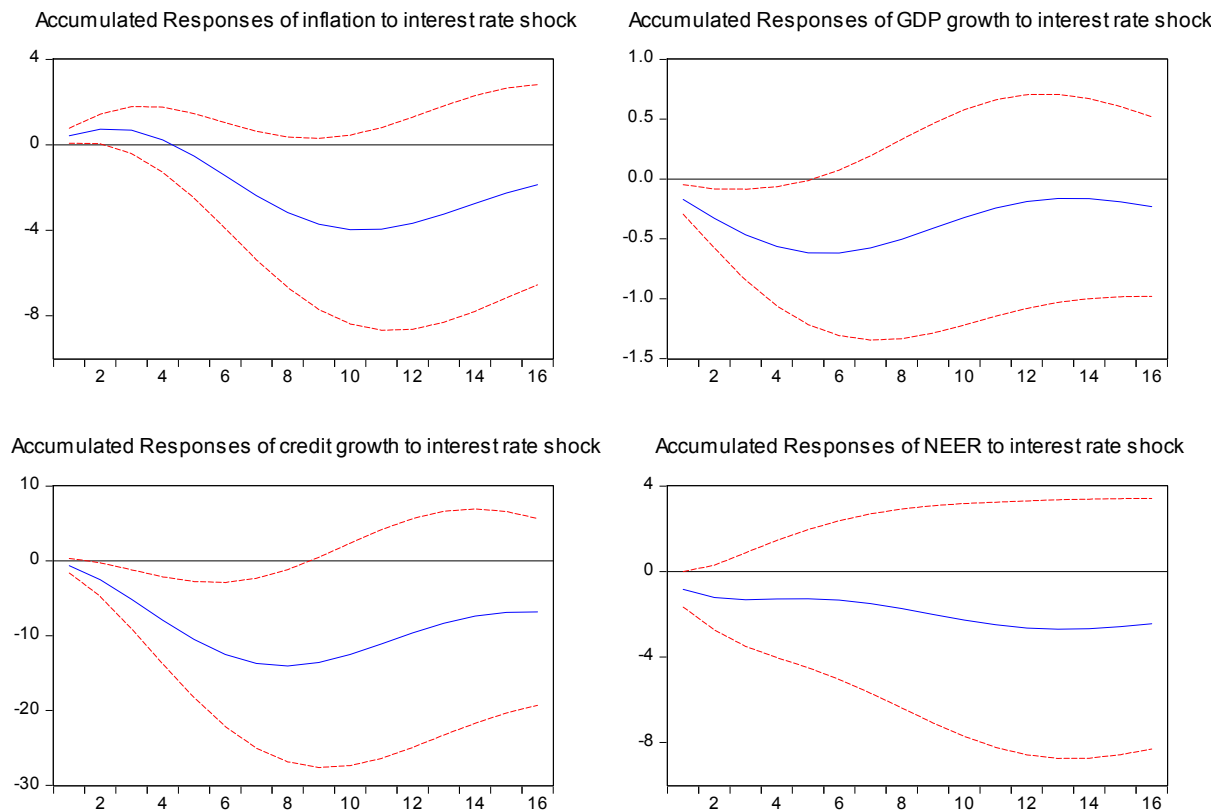 Accumulated Responses of inflation to interest rate shock
4
0
-4
-8
2 4 6 8 10 12 14 16
Accumulated Responses of GDP growth to interest rate shock
1.0
0.5
0.0
-0.5
-1.0
-1.5
2 4 6 8 10 12 14 16
Accumulated Responses of credit growth to interest rate shock
10
0
-10
-20
-30
2 4 6 8 10 12 14 16
Accumulated Responses of NEER to interest rate shock
4
0
-4
-8
2 4 6 8 10 12 14 16